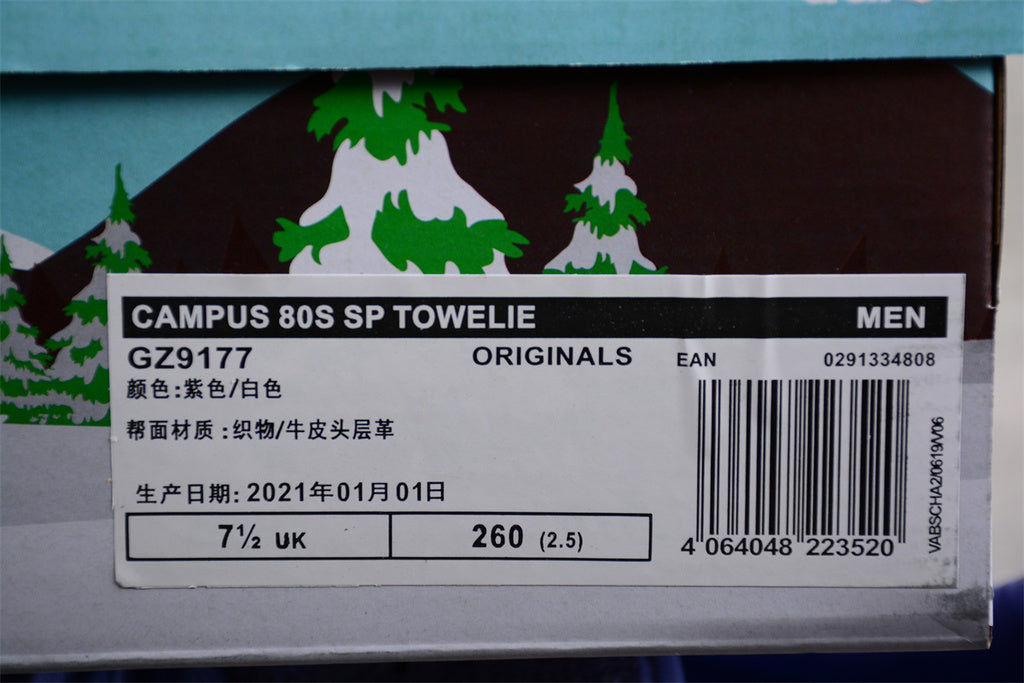 CAMPUS 80S SP TOWELIE MEN
GZ9177 ORIGINALS EAN 0291334808
颜色:紫色/白色
帮面材质:织物/牛皮头层革
生产日期:2021年01月01日
7½ UK 260 (2.5)
4 064048 223520
VABSCHA2/0619/V06